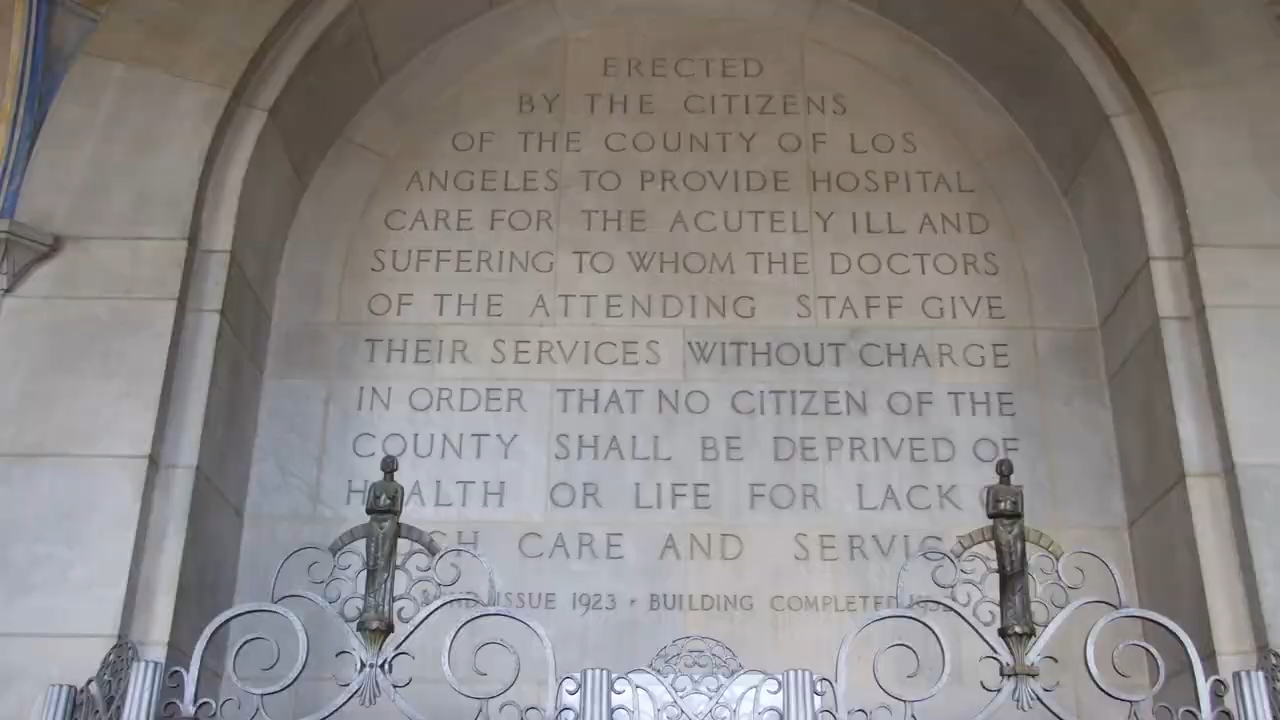 ERECTED
BY THE CITIZENS
OF THE COUNTY OF LOS
ANGELES TO PROVIDE HOSPITAL
CARE FOR THE ACUTELY ILL AND
SUFFERING TO WHOM THE DOCTORS
OF THE ATTENDING STAFF GIVE
THEIR SERVICES WITHOUT CHARGE
IN ORDER THAT NO CITIZEN OF THE
COUNTY SHALL BE DEPRIVED OF
HEALTH OR LIFE FOR LACK
CARE AND SERVICE
ISSUE 1923 · BUILDING COMPLETED